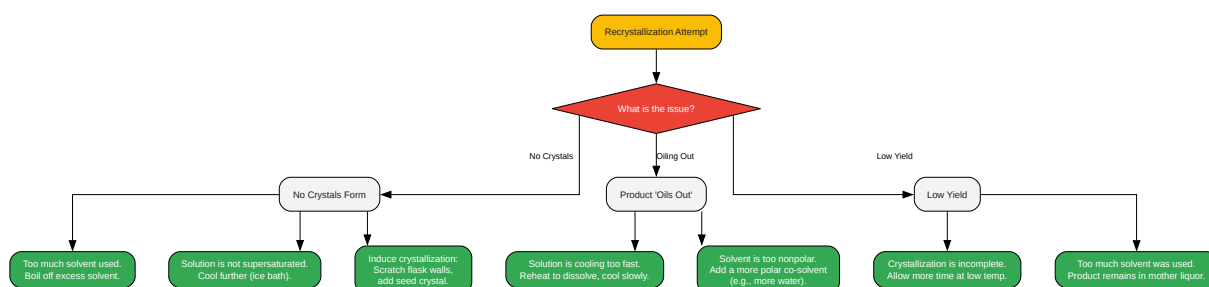 Recrystallization Attempt
What is the issue?
No Crystals
Oiling Out
Low Yield
No Crystals Form
Product 'Oils Out'
Low Yield
Too much solvent used.
Boil off excess solvent.
Solution is not supersaturated.
Cool further (ice bath).
Induce crystallization:
Scratch flask walls,
add seed crystal.
Solution is cooling too fast.
Reheat to dissolve, cool slowly.
Solvent is too nonpolar.
Add a more polar co-solvent
(e.g., more water).
Crystallization is incomplete.
Allow more time at low temp.
Too much solvent was used.
Product remains in mother liquor.